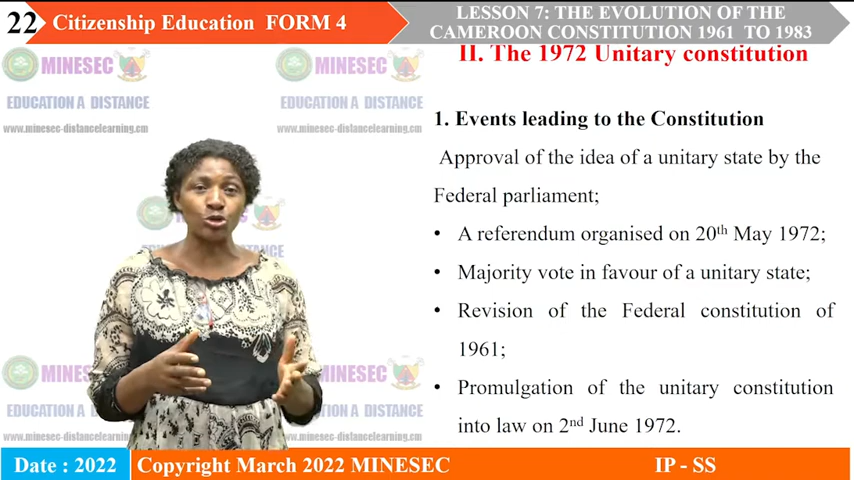 22 Citizenship Education FORM 4
LESSON 7: THE EVOLUTION OF THE
CAMEROON CONSTITUTION 1961 TO 1983
MINESEC
EDUCATION A DISTANCE
www.minesec-distancelearning.cm
MINESEC
EDUCATION A DISTANCE
www.minesec-distancelearning.cm
II. The 1972 Unitary constitution
1. Events leading to the Constitution
Approval of the idea of a unitary state by the
Federal parliament;
• A referendum organised on 20th May 1972;
• Majority vote in favour of a unitary state;
• Revision of the Federal constitution of
1961;
• Promulgation of the unitary constitution
into law on 2nd June 1972.
Date : 2022 Copyright March 2022 MINESEC IP - SS